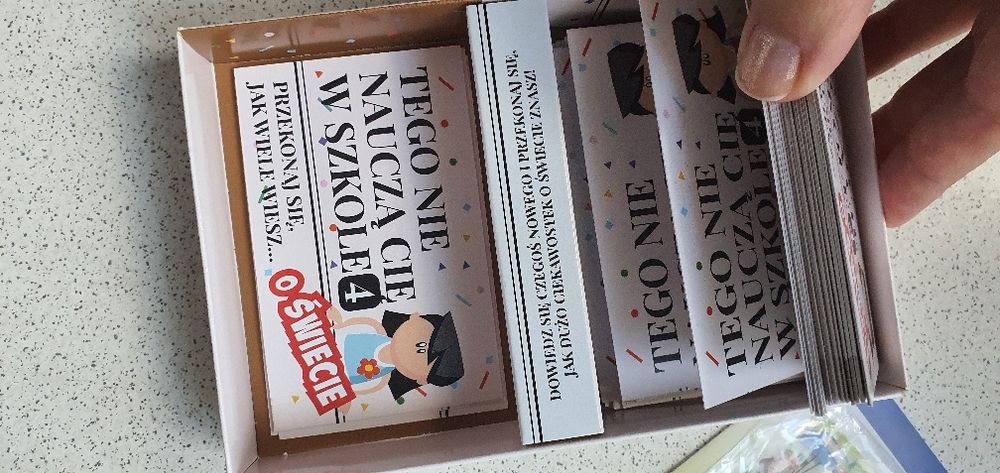 TEGO NIE
NAUCZĄ CIĘ
W SZKOLE 4
PRZEKONAJ SIĘ,
JAK WIELE WIESZ...
O ŚWIECIE
DOWIEDZ SIĘ CZEGOŚ NOWEGO I PRZEKONAJ SIĘ,
JAK DUŻO CIEKAWOSTEK O ŚWIECIE ZNASZ!
TEGO NIE
TEGO NIE
NAUCZĄ CIĘ
W SZKOLE 4